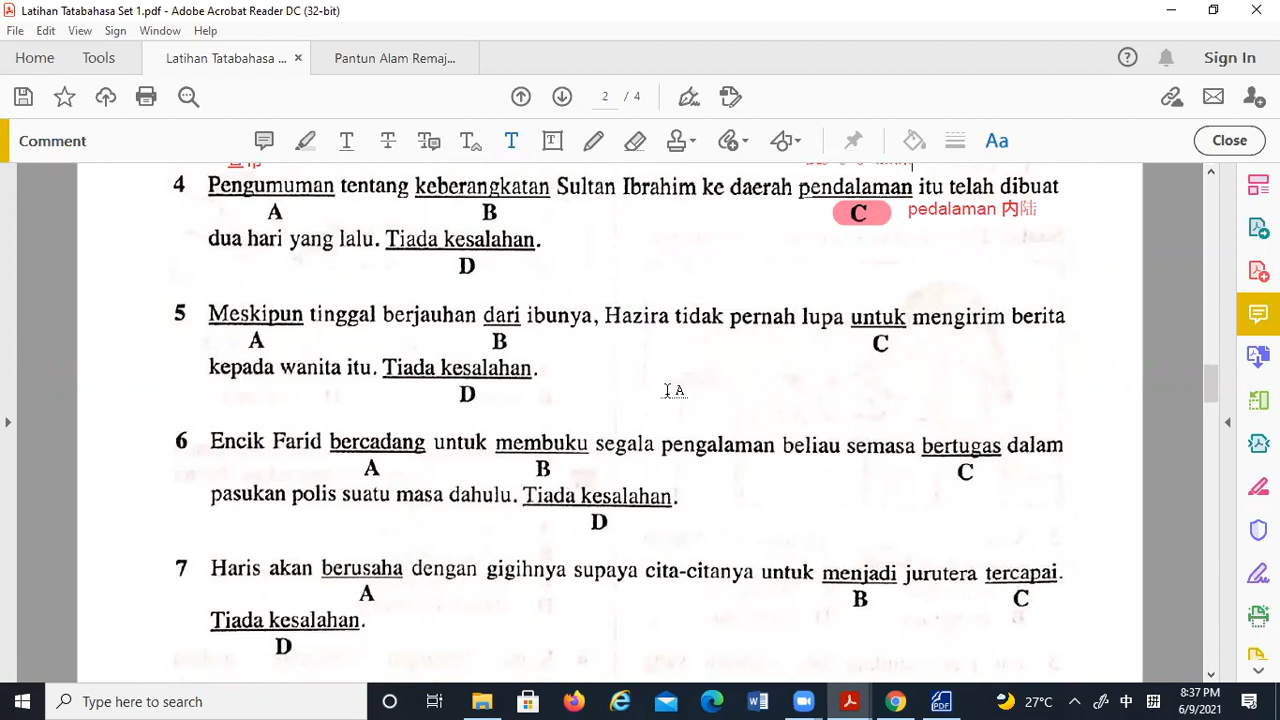 Latihan Tatabahasa Set 1.pdf - Adobe Acrobat Reader DC (32-bit)
File Edit View Sign Window Help
Home Tools Latihan Tatabahasa ... × Pantun Alam Remaj... Sign In
2 / 4
Comment Close
4 Pengumuman tentang keberangkatan Sultan Ibrahim ke daerah pendalaman itu telah dibuat
A B C pedalaman 内陆
dua hari yang lalu. Tiada kesalahan.
D
5 Meskipun tinggal berjauhan dari ibunya, Hazira tidak pernah lupa untuk mengirim berita
A B C
kepada wanita itu. Tiada kesalahan.
D
6 Encik Farid bercadang untuk membuku segala pengalaman beliau semasa bertugas dalam
A B C
pasukan polis suatu masa dahulu. Tiada kesalahan.
D
7 Haris akan berusaha dengan gigihnya supaya cita-citanya untuk menjadi jurutera tercapai.
A B C
Tiada kesalahan.
D
Type here to search 27°C 中 8:37 PM
6/9/2021